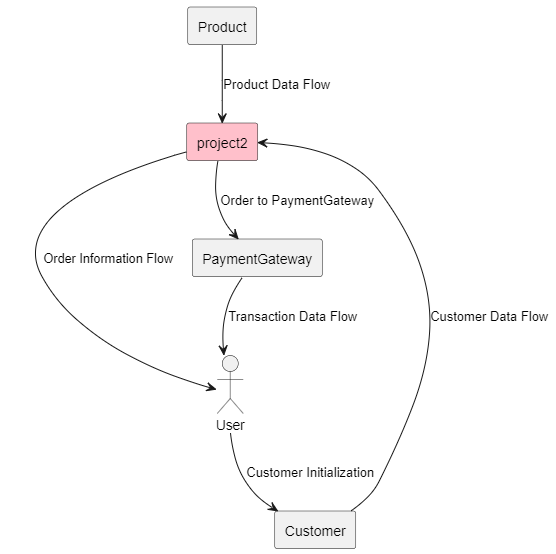 Product
Product Data Flow
project2
Order to PaymentGateway
Order Information Flow
PaymentGateway
Transaction Data Flow
Customer Data Flow
User
Customer Initialization
Customer